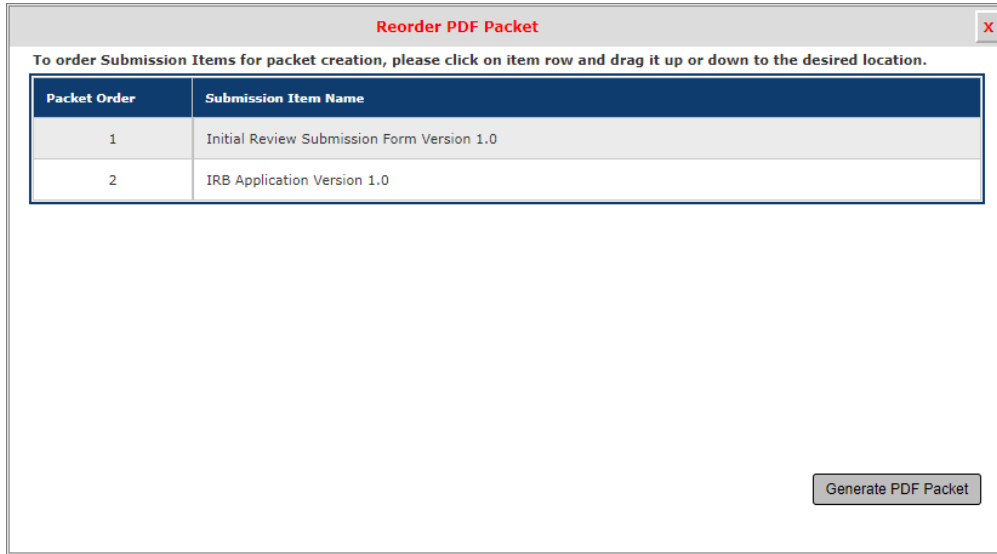 Reorder PDF Packet
X
To order Submission Items for packet creation, please click on item row and drag it up or down to the desired location.
Packet Order Submission Item Name
1 Initial Review Submission Form Version 1.0
2 IRB Application Version 1.0
Generate PDF Packet